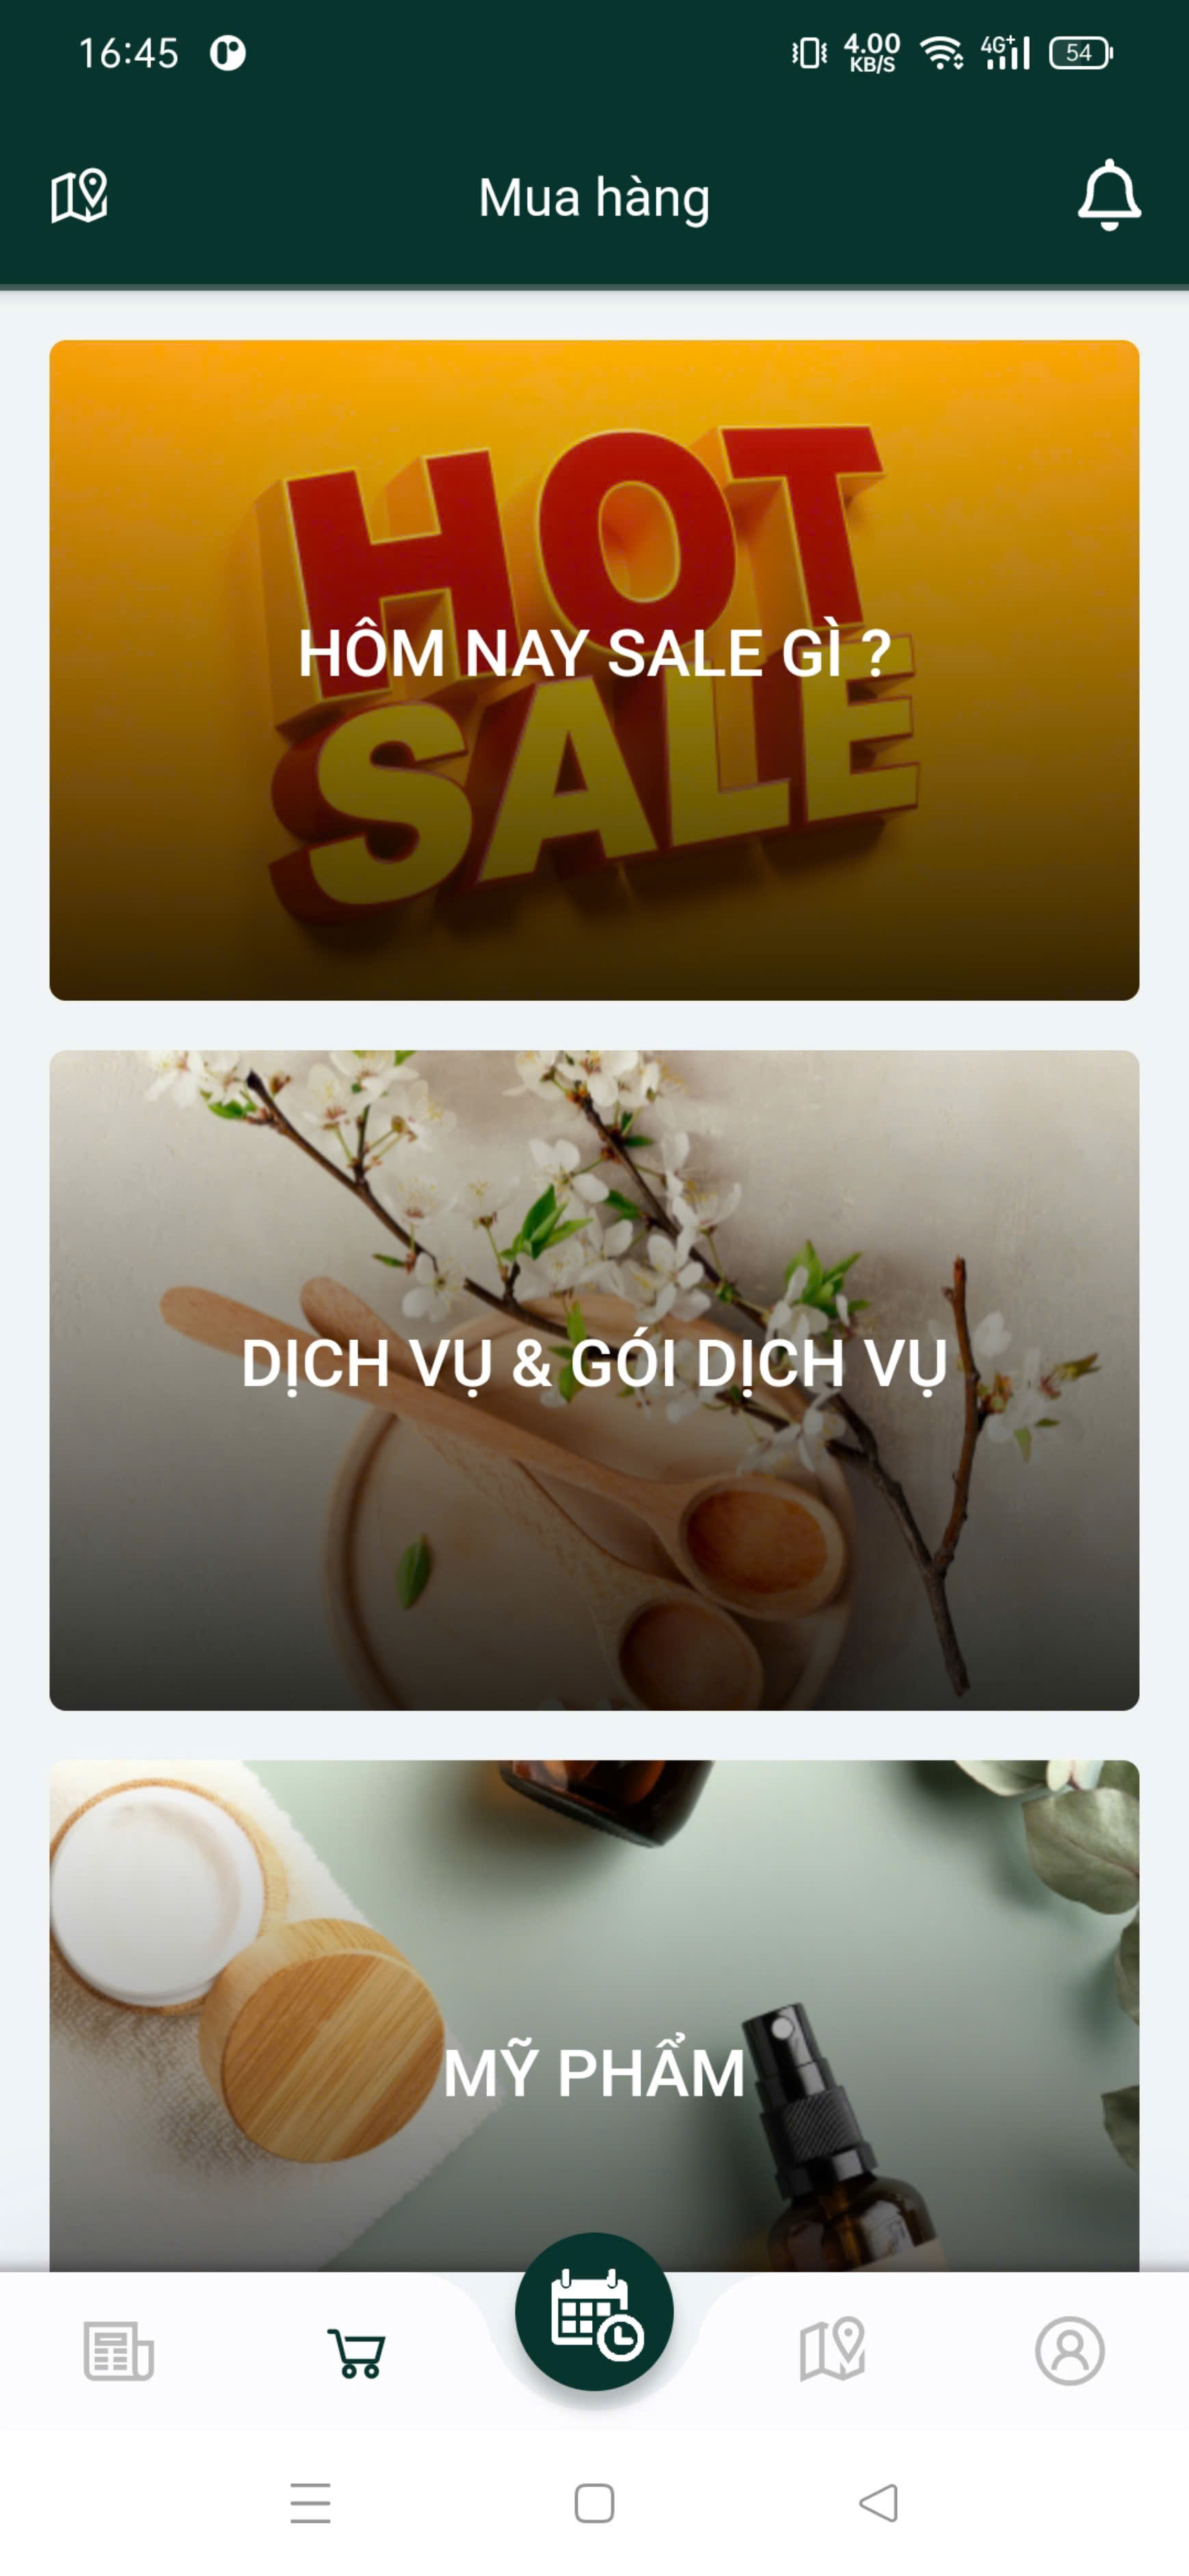 16:45
4.00
KB/S
4G+
54
Mua hàng
HOT
HÔM NAY SALE GÌ ?
SALE
DỊCH VỤ & GÓI DỊCH VỤ
MỸ PHẨM